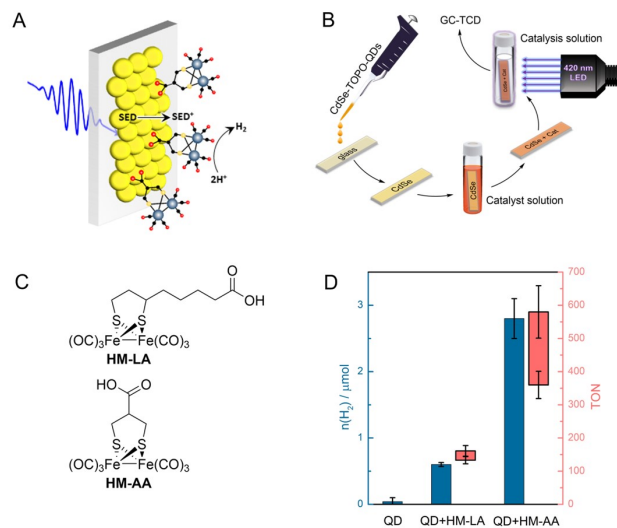 A
SED → SED⁺
H₂
2H⁺
B
GC-TCD
Catalysis solution
420 nm
LED
CdSe + Cat
CdSe-TOPO-QDs
glass
CdSe
CdSe
CdSe + Cat
Catalyst solution
C
O
OH
S S
(OC)₃Fe Fe(CO)₃
HM-LA
HO O
S S
(OC)₃Fe Fe(CO)₃
HM-AA
D
n(H₂) / μmol
3
2
1
0
TON
700
600
500
400
300
200
100
0
QD QD+HM-LA QD+HM-AA